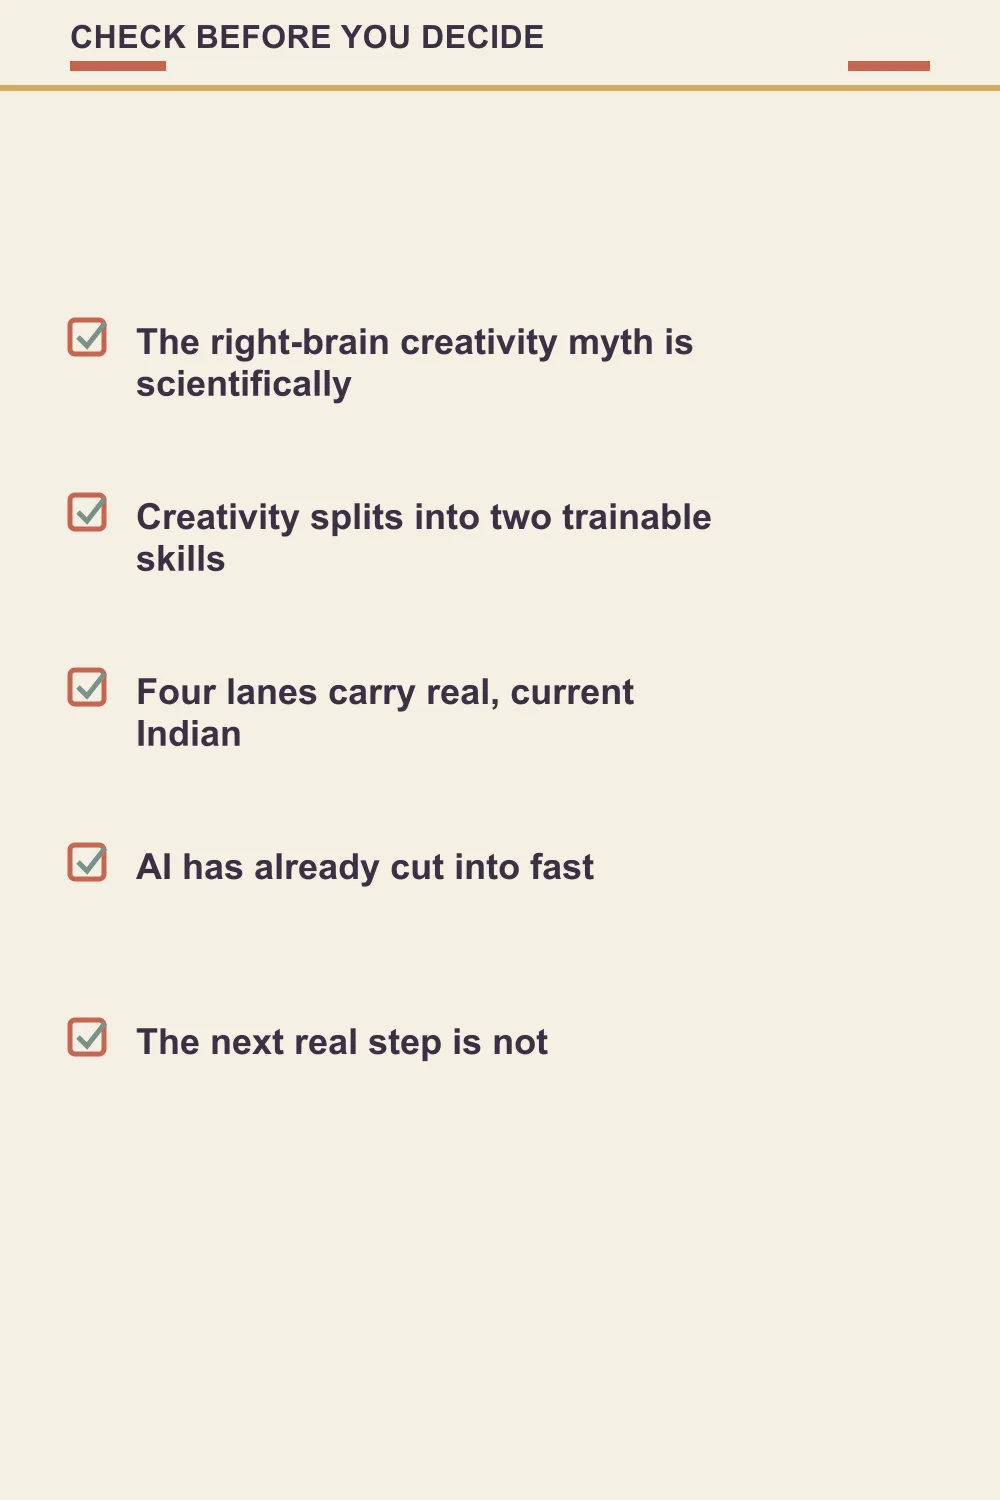 CHECK BEFORE YOU DECIDE
The right-brain creativity myth is
scientifically
Creativity splits into two trainable
skills
Four lanes carry real, current
Indian
AI has already cut into fast
The next real step is not